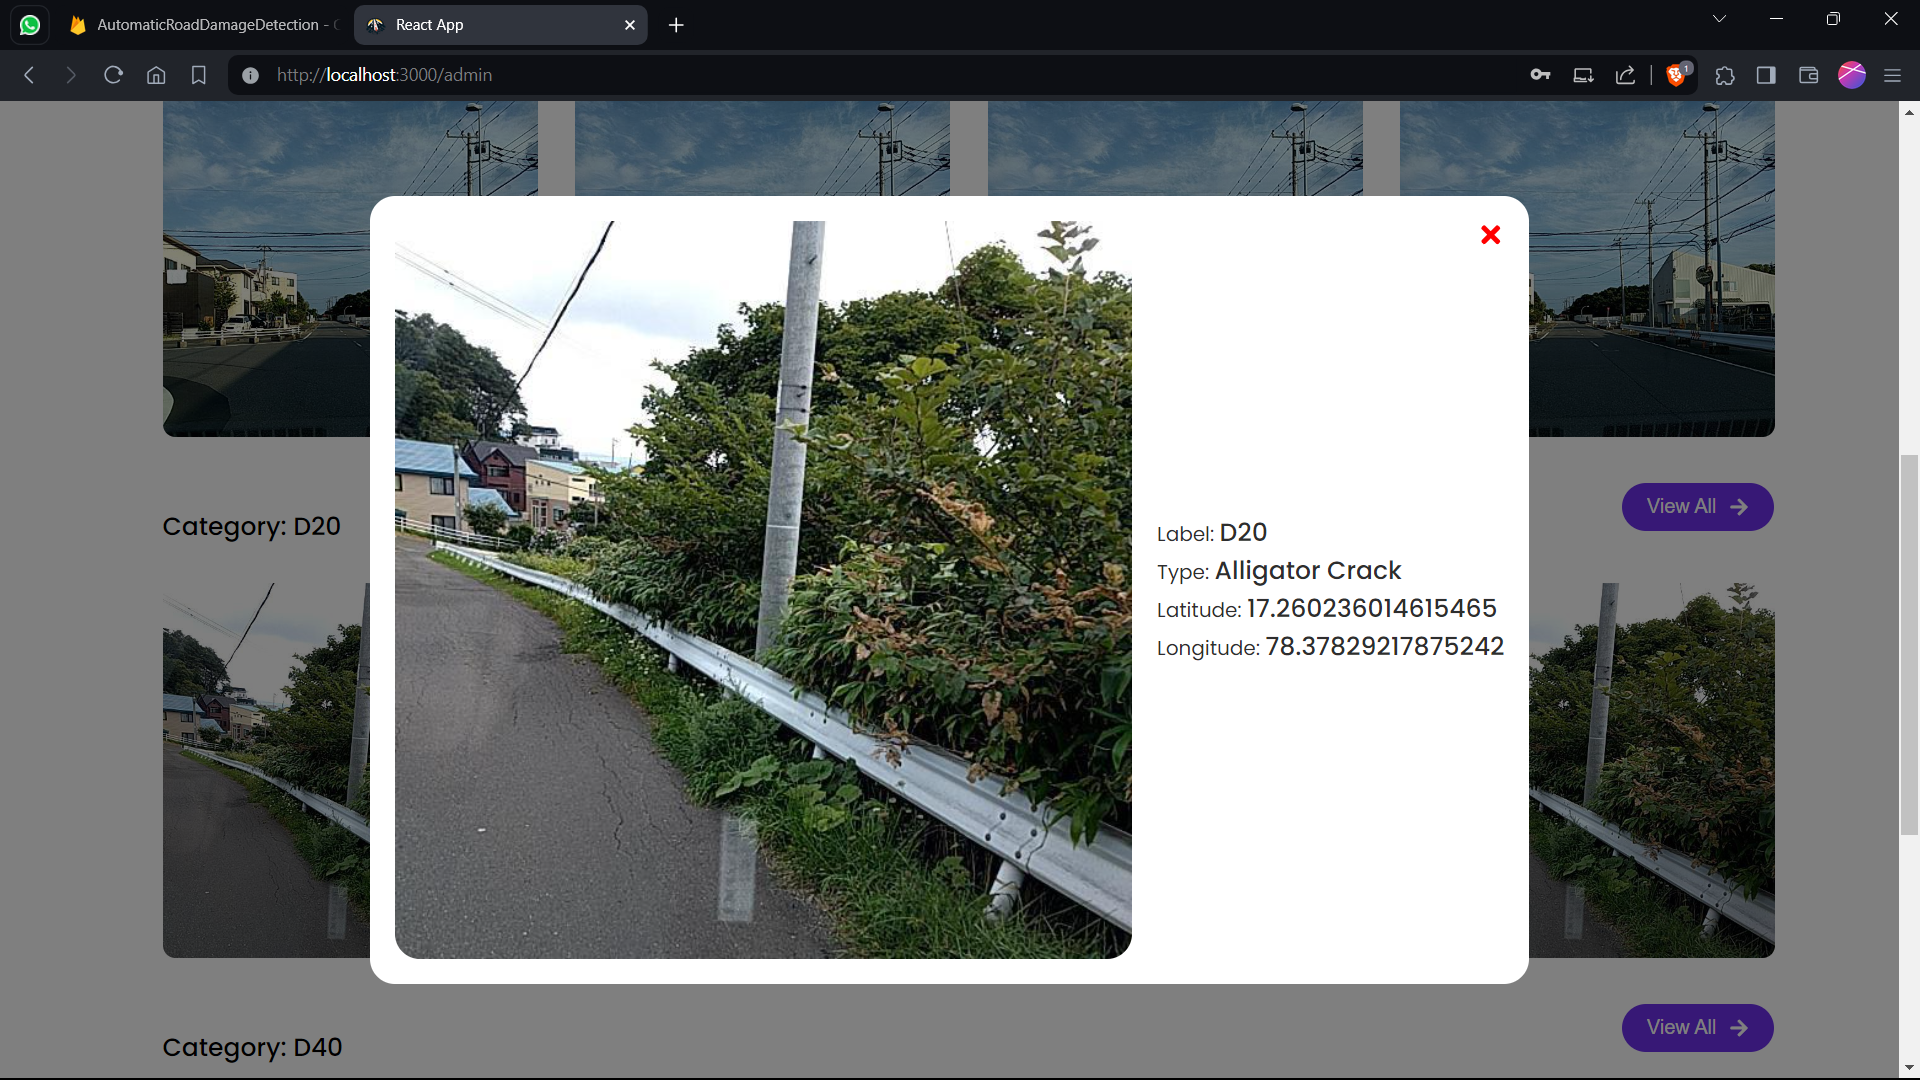 AutomaticRoadDamageDetection -
React App
http://localhost:3000/admin
1
Category: D20
View All
Label: D20
Type: Alligator Crack
Latitude: 17.260236014615465
Longitude: 78.37829217875242
Category: D40
View All